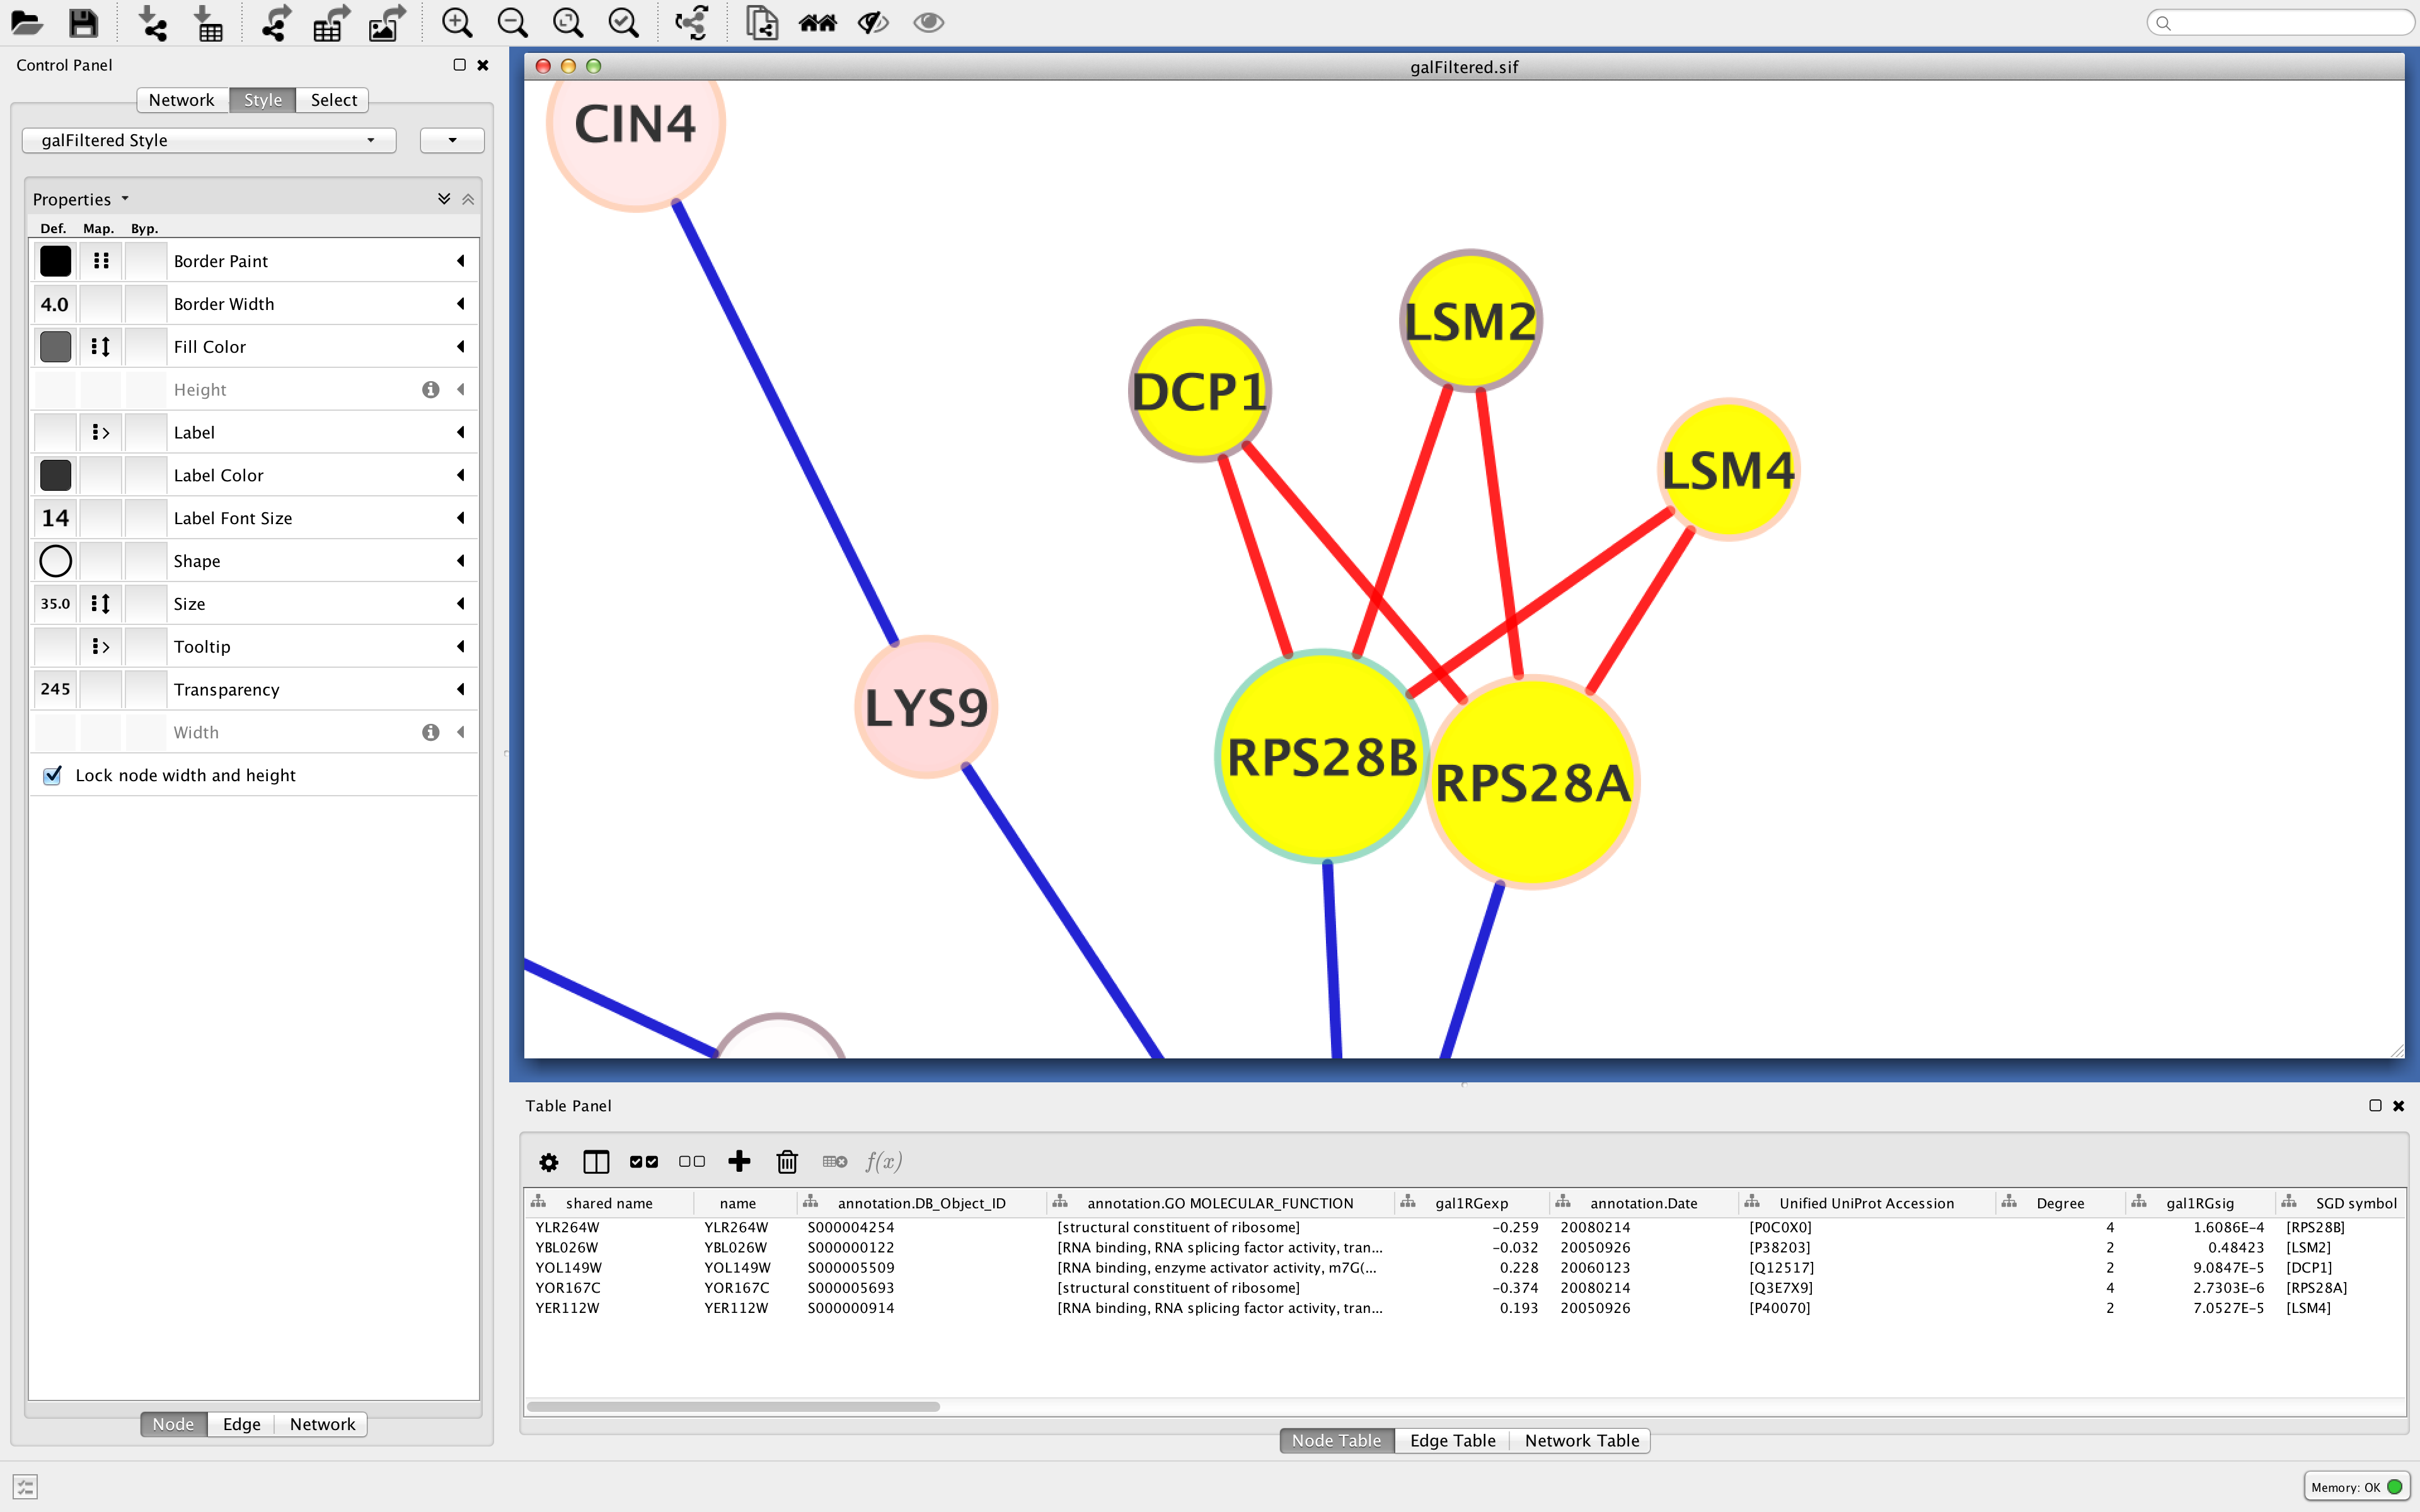 galFiltered.sif
Control Panel
Network Style Select
galFiltered Style
Properties
Def. Map. Byp.
Border Paint
4.0 Border Width
Fill Color
Height
Label
Label Color
14 Label Font Size
Shape
35.0 Size
Tooltip
245 Transparency
Width
Lock node width and height
Node Edge Network
CIN4
LSM2
DCP1
LSM4
LYS9
RPS28B
RPS28A
Table Panel
f(x)
shared name name annotation.DB_Object_ID annotation.GO MOLECULAR_FUNCTION gal1RGexp annotation.Date Unified UniProt Accession Degree gal1RGsig SGD symbol
YLR264W YLR264W S000004254 [structural constituent of ribosome] -0.259 20080214 [P0C0X0] 4 1.6086E-4 [RPS28B]
YBL026W YBL026W S000000122 [RNA binding, RNA splicing factor activity, tran... -0.032 20050926 [P38203] 2 0.48423 [LSM2]
YOL149W YOL149W S000005509 [RNA binding, enzyme activator activity, m7G(... 0.228 20060123 [Q12517] 2 9.0847E-5 [DCP1]
YOR167C YOR167C S000005693 [structural constituent of ribosome] -0.374 20080214 [Q3E7X9] 4 2.7303E-6 [RPS28A]
YER112W YER112W S000000914 [RNA binding, RNA splicing factor activity, tran... 0.193 20050926 [P40070] 2 7.0527E-5 [LSM4]
Node Table Edge Table Network Table
Memory: OK